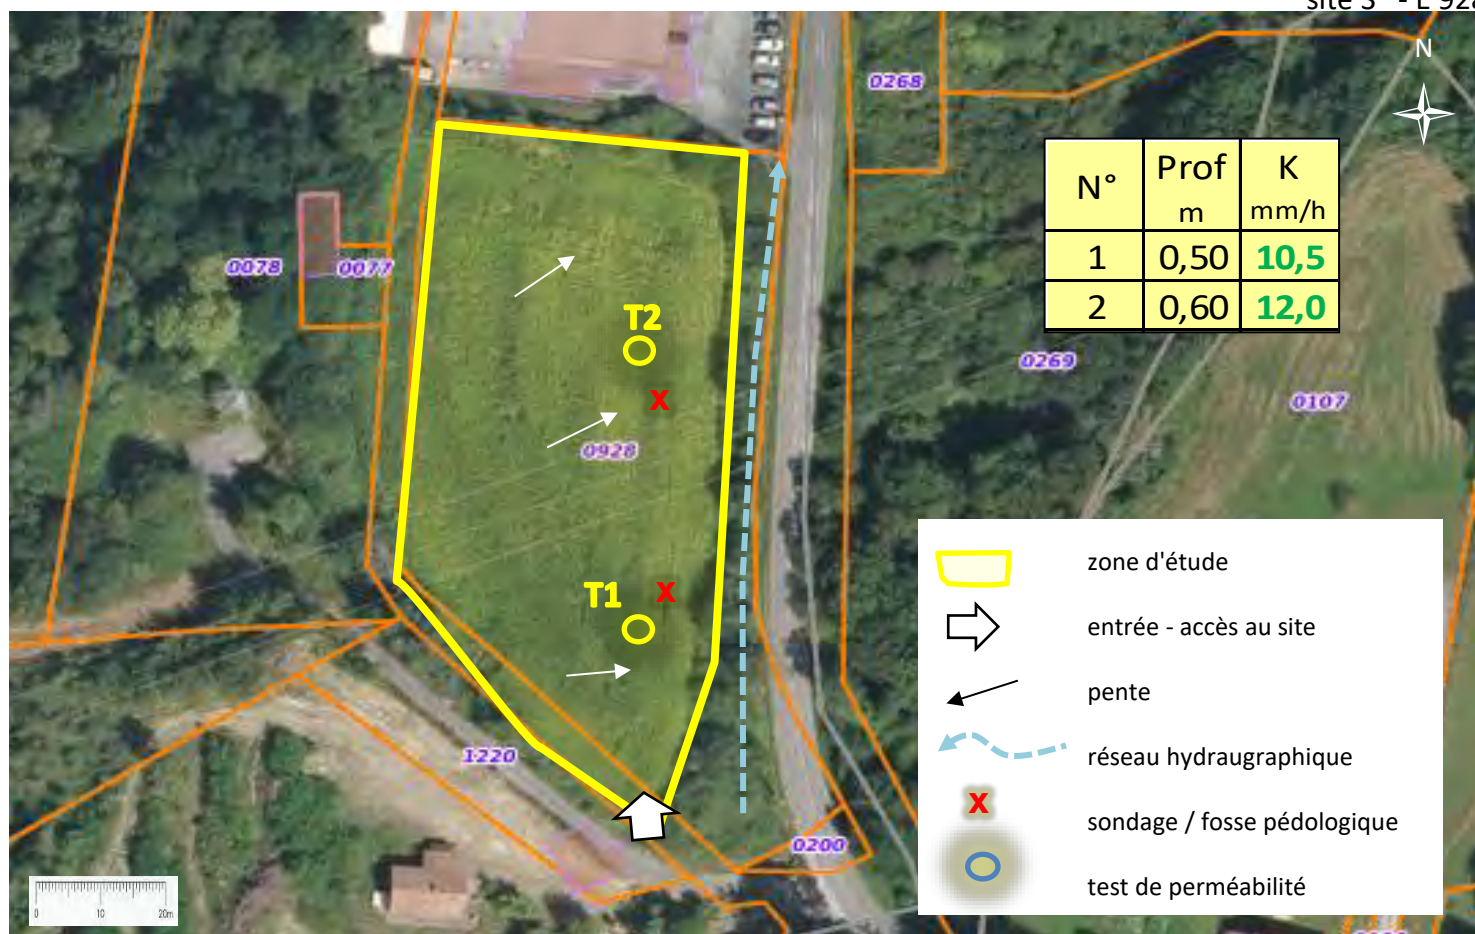 site 3 - E 928
N
0268
N° Prof m K mm/h
1 0,50 10,5
2 0,60 12,0
0078 0077
T2
X
0269
0107
0928
zone d'étude
T1 X
entrée - accès au site
pente
1220
réseau hydraugraphique
X
sondage / fosse pédologique
0200
test de perméabilité
0 10 20m